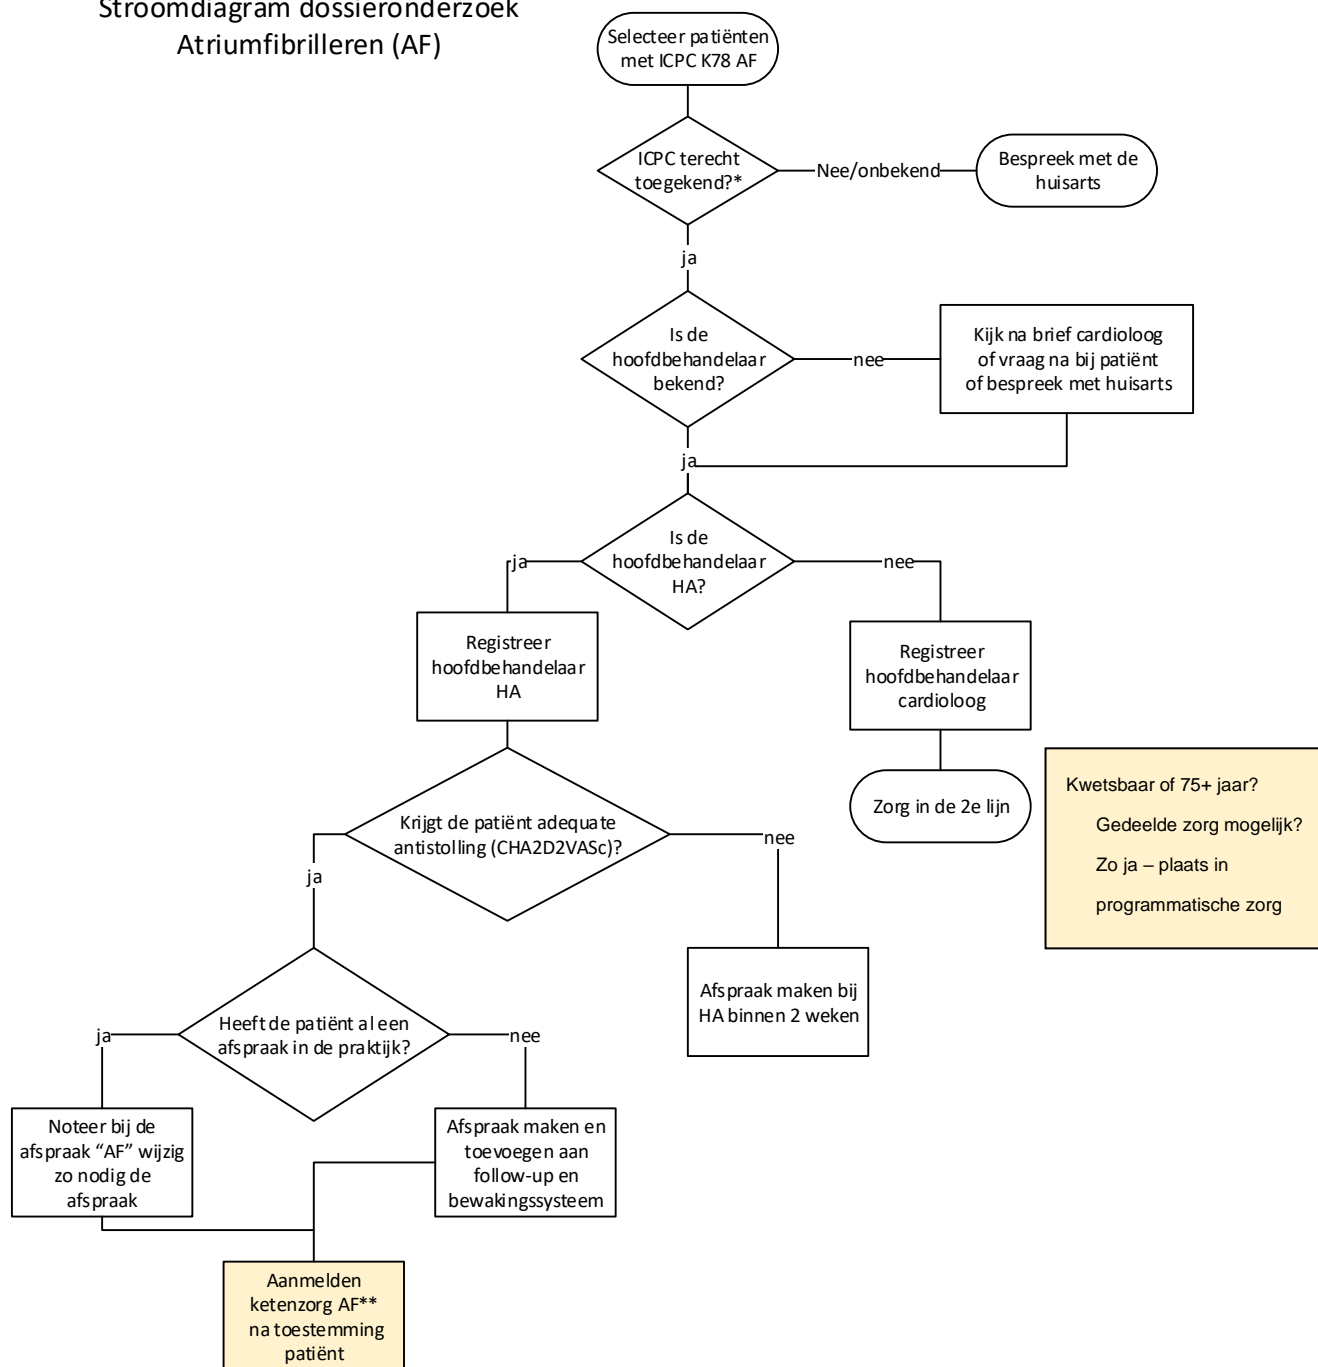 Stroomdiagram dossieronderzoek
Atriumfibrilleren (AF)
Selecteer patiënten
met ICPC K78 AF
ICPC terecht
toegekend?*
Nee/onbekend
Bespreek met de
huisarts
ja
Is de
hoofdbehandelaar
bekend?
nee
Kijk na brief cardioloog
of vraag na bij patiënt
of bespreek met huisarts
ja
Is de
hoofdbehandelaar
HA?
ja
nee
Registreer
hoofdbehandelaar
HA
Registreer
hoofdbehandelaar
cardioloog
Zorg in de 2e lijn
Kwetsbaar of 75+ jaar?
Gedeelde zorg mogelijk?
Zo ja – plaats in
programmatische zorg
Krijgt de patiënt adequate
antistolling (CHA2D2VASc)?
nee
ja
Afspraak maken bij
HA binnen 2 weken
Heeft de patiënt al een
afspraak in de praktijk?
ja
nee
Noteer bij de
afspraak “AF” wijzig
zo nodig de
afspraak
Afspraak maken en
toevoegen aan
follow-up en
bewakingssysteem
Aanmelden
ketenzorg AF**
na toestemming
patiënt